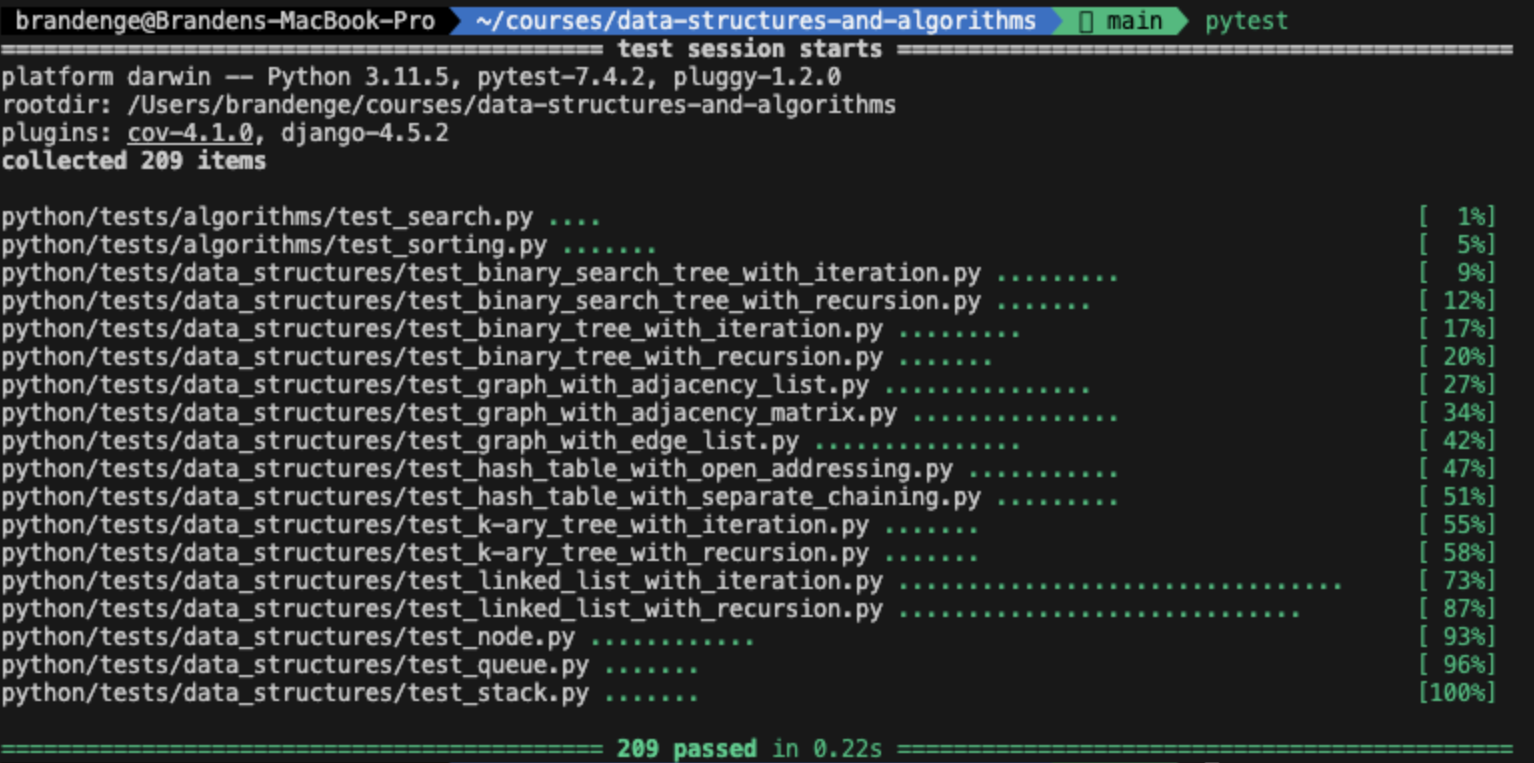 brandenge@Brandens-MacBook-Pro ~/courses/data-structures-and-algorithms main pytest
=========================================== test session starts ============================================
platform darwin -- Python 3.11.5, pytest-7.4.2, pluggy-1.2.0
rootdir: /Users/brandenge/courses/data-structures-and-algorithms
plugins: cov-4.1.0, django-4.5.2
collected 209 items
python/tests/algorithms/test_search.py .... [  1%]
python/tests/algorithms/test_sorting.py ....... [  5%]
python/tests/data_structures/test_binary_search_tree_with_iteration.py ......... [  9%]
python/tests/data_structures/test_binary_search_tree_with_recursion.py ....... [ 12%]
python/tests/data_structures/test_binary_tree_with_iteration.py ......... [ 17%]
python/tests/data_structures/test_binary_tree_with_recursion.py ....... [ 20%]
python/tests/data_structures/test_graph_with_adjacency_list.py ............... [ 27%]
python/tests/data_structures/test_graph_with_adjacency_matrix.py ............... [ 34%]
python/tests/data_structures/test_graph_with_edge_list.py ............... [ 42%]
python/tests/data_structures/test_hash_table_with_open_addressing.py ........... [ 47%]
python/tests/data_structures/test_hash_table_with_separate_chaining.py ......... [ 51%]
python/tests/data_structures/test_k-ary_tree_with_iteration.py ....... [ 55%]
python/tests/data_structures/test_k-ary_tree_with_recursion.py ....... [ 58%]
python/tests/data_structures/test_linked_list_with_iteration.py ................................ [ 73%]
python/tests/data_structures/test_linked_list_with_recursion.py ............................. [ 87%]
python/tests/data_structures/test_node.py ............ [ 93%]
python/tests/data_structures/test_queue.py ....... [ 96%]
python/tests/data_structures/test_stack.py ....... [100%]
=========================================== 209 passed in 0.22s ============================================